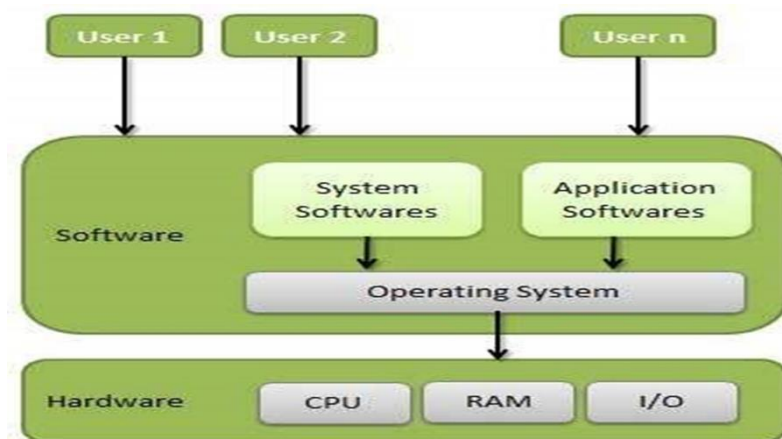 User 1
User 2
User n
System
Softwares
Application
Softwares
Software
Operating System
Hardware
CPU
RAM
I/O